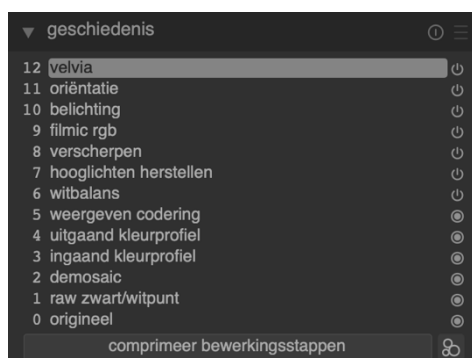 geschiedenis
12 velvia
11 oriëntatie
10 belichting
9 filmic rgb
8 verscherpen
7 hooglichten herstellen
6 witbalans
5 weergeven codering
4 uitgaand kleurprofiel
3 ingaand kleurprofiel
2 demosaic
1 raw zwart/witpunt
0 origineel
comprimeer bewerkingsstappen